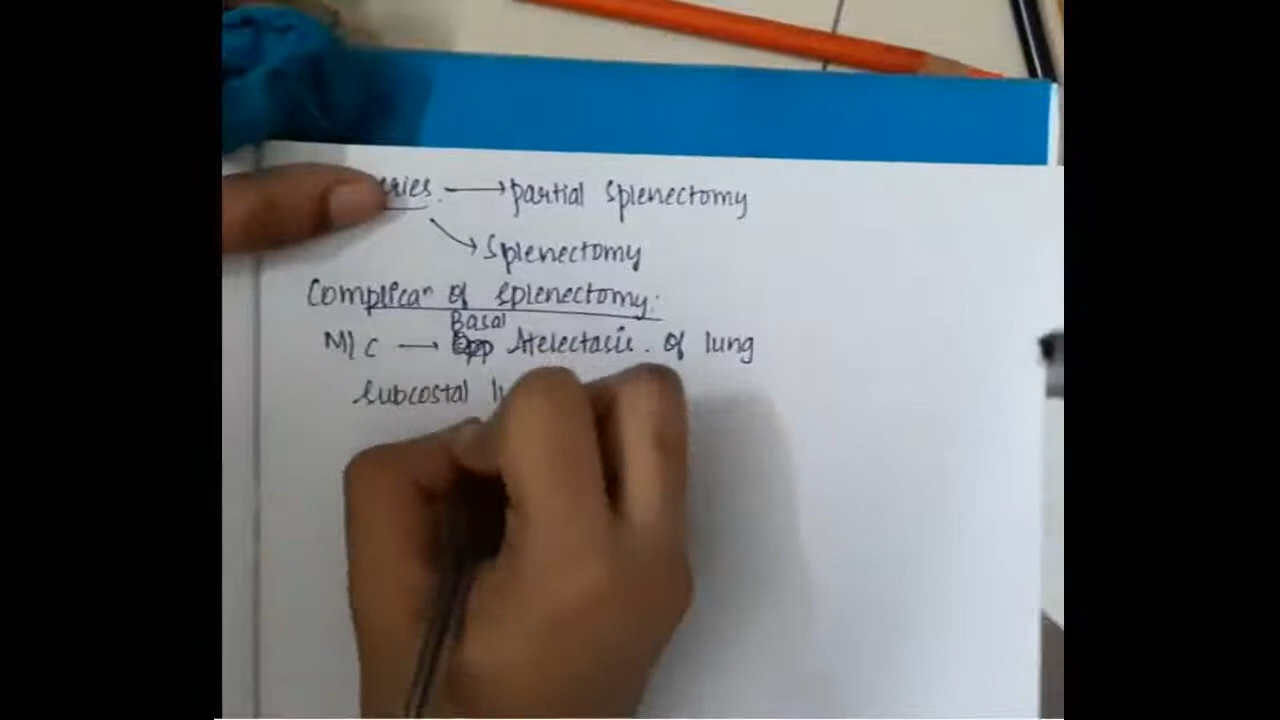 partial splenectomy
Splenectomy
Complicaⁿ of splenectomy:
Basal
M/c → Atelectasis. of lung
subcostal